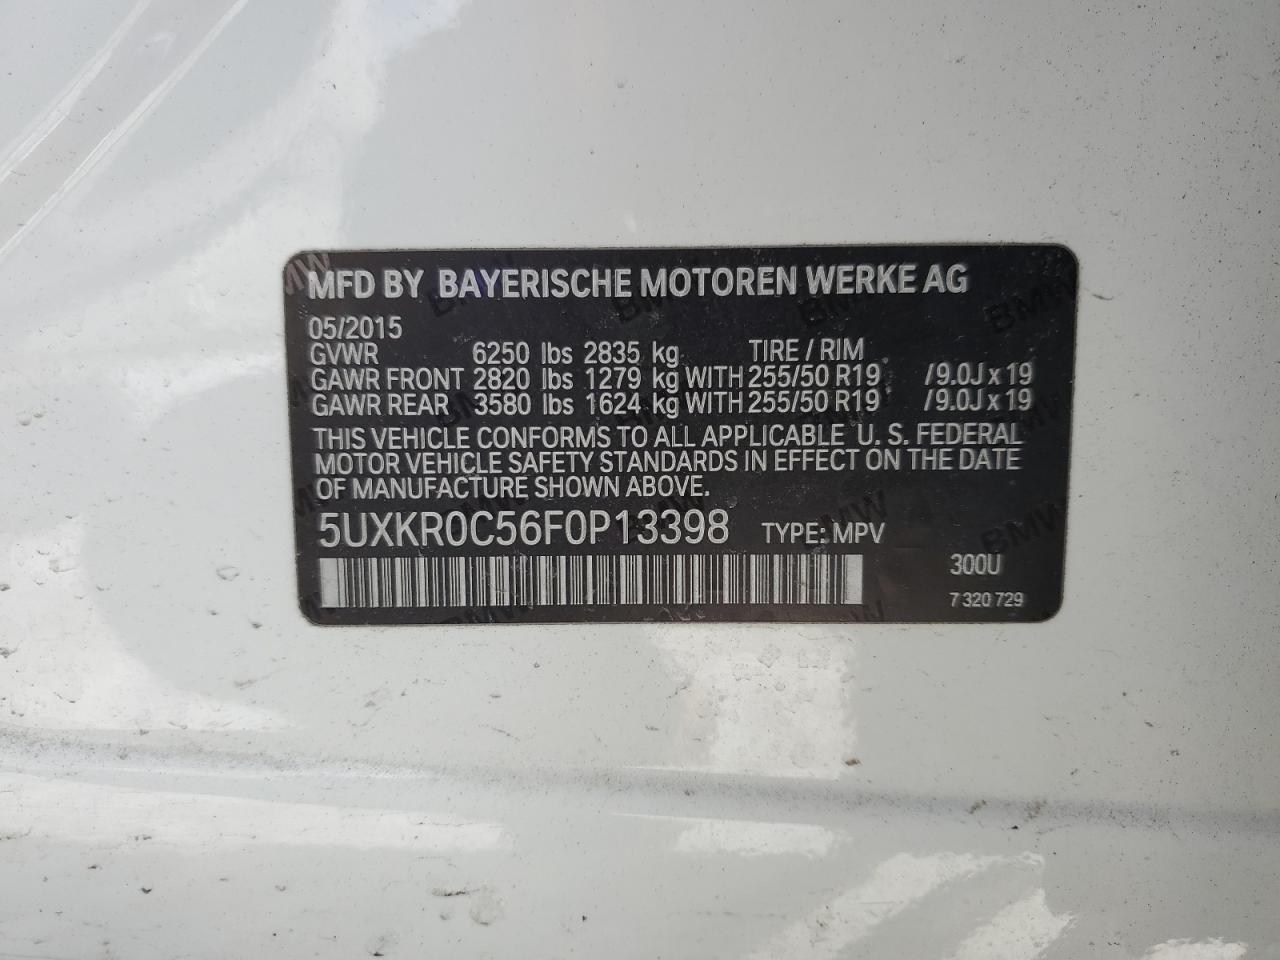 MFD BY BAYERISCHE MOTOREN WERKE AG
05/2015
GVWR 6250 lbs 2835 kg TIRE / RIM
GAWR FRONT 2820 lbs 1279 kg WITH 255/50 R19 /9.0J x 19
GAWR REAR 3580 lbs 1624 kg WITH 255/50 R19 /9.0J x 19
THIS VEHICLE CONFORMS TO ALL APPLICABLE U. S. FEDERAL
MOTOR VEHICLE SAFETY STANDARDS IN EFFECT ON THE DATE
OF MANUFACTURE SHOWN ABOVE.
5UXKR0C56F0P13398 TYPE: MPV
300U
7 320 729